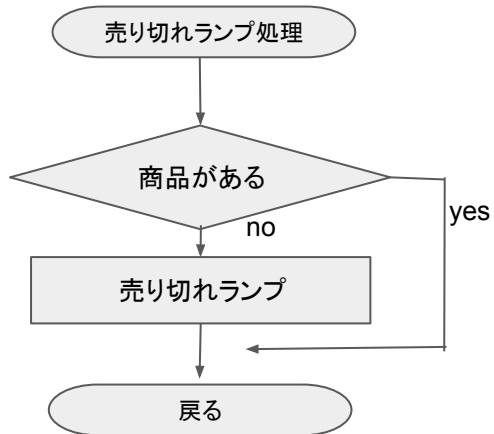 売り切れランプ処理
商品がある
yes
no
売り切れランプ
戻る